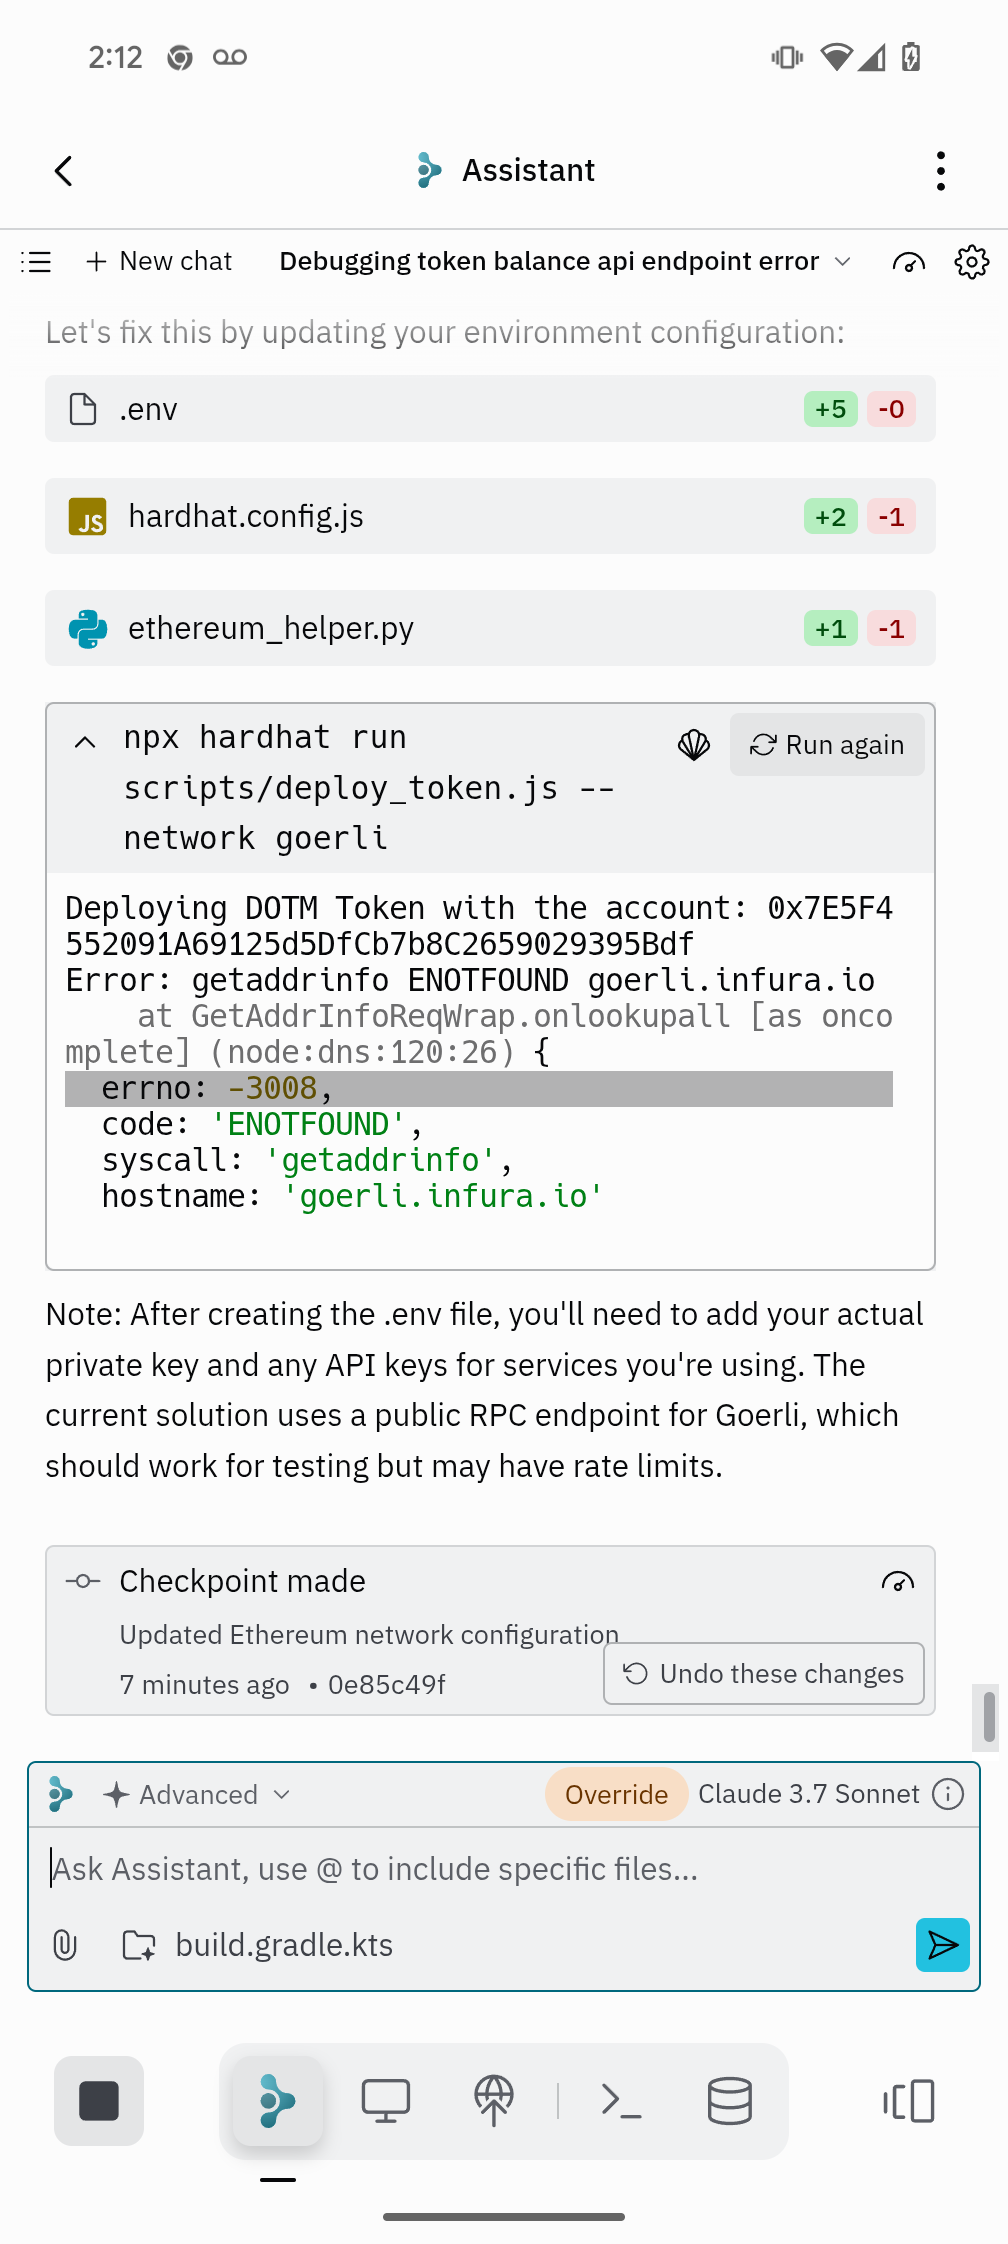 2:12
Assistant
New chat
Debugging token balance api endpoint error
Let's fix this by updating your environment configuration:
.env
+5 -0
JS hardhat.config.js
+2 -1
ethereum_helper.py
+1 -1
npx hardhat run
scripts/deploy_token.js --
network goerli
Run again
Deploying DOTM Token with the account: 0x7E5F4
552091A69125d5DfCb7b8C2659029395Bdf
Error: getaddrinfo ENOTFOUND goerli.infura.io
at GetAddrInfoReqWrap.onlookupall [as onco
mplete] (node:dns:120:26) {
errno: -3008,
code: 'ENOTFOUND',
syscall: 'getaddrinfo',
hostname: 'goerli.infura.io'
Note: After creating the .env file, you'll need to add your actual
private key and any API keys for services you're using. The
current solution uses a public RPC endpoint for Goerli, which
should work for testing but may have rate limits.
Checkpoint made
Updated Ethereum network configuration
7 minutes ago • 0e85c49f
Undo these changes
Advanced
Override
Claude 3.7 Sonnet
Ask Assistant, use @ to include specific files...
build.gradle.kts